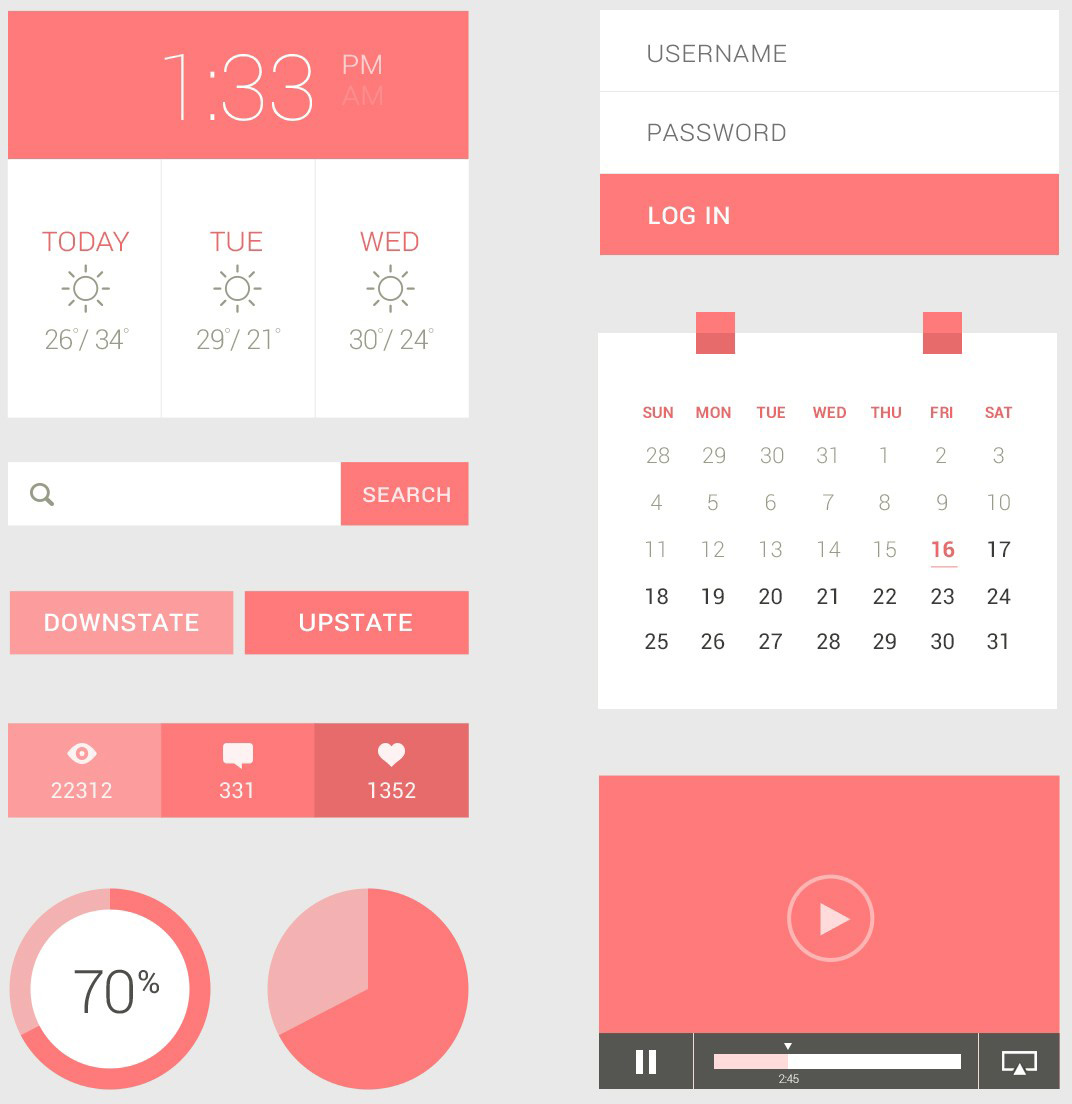 1:33 PM
AM
TODAY TUE WED
26°/ 34° 29°/ 21° 30°/ 24°
SEARCH
DOWNSTATE UPSTATE
22312 331 1352
70%
USERNAME
PASSWORD
LOG IN
SUN MON TUE WED THU FRI SAT
28 29 30 31 1 2 3
4 5 6 7 8 9 10
11 12 13 14 15 16 17
18 19 20 21 22 23 24
25 26 27 28 29 30 31
2:45